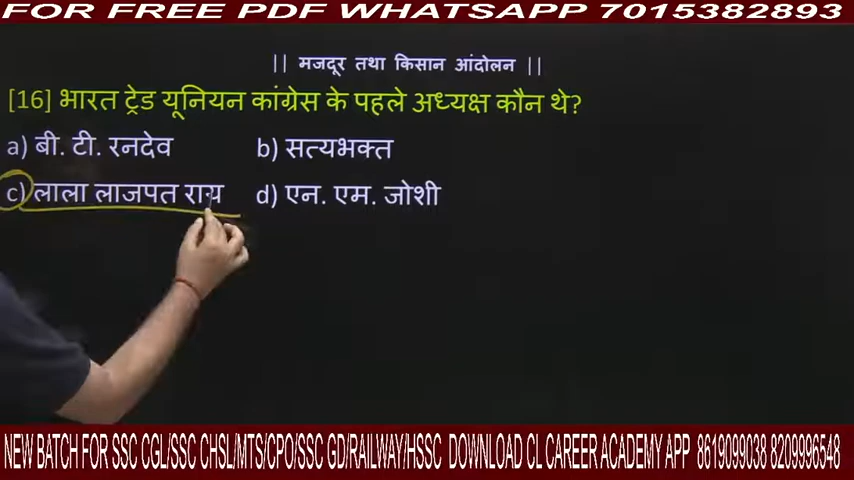 FOR FREE PDF WHATSAPP 7015382893
|| मजदूर तथा किसान आंदोलन ||
[16] भारत ट्रेड यूनियन कांग्रेस के पहले अध्यक्ष कौन थे?
a) बी. टी. रनदेव b) सत्यभक्त
c) लाला लाजपत राय d) एन. एम. जोशी
NEW BATCH FOR SSC CGL/SSC CHSL/MTS/CPO/SSC GD/RAILWAY/HSSC DOWNLOAD CL CAREER ACADEMY APP 8619099038 8209996548